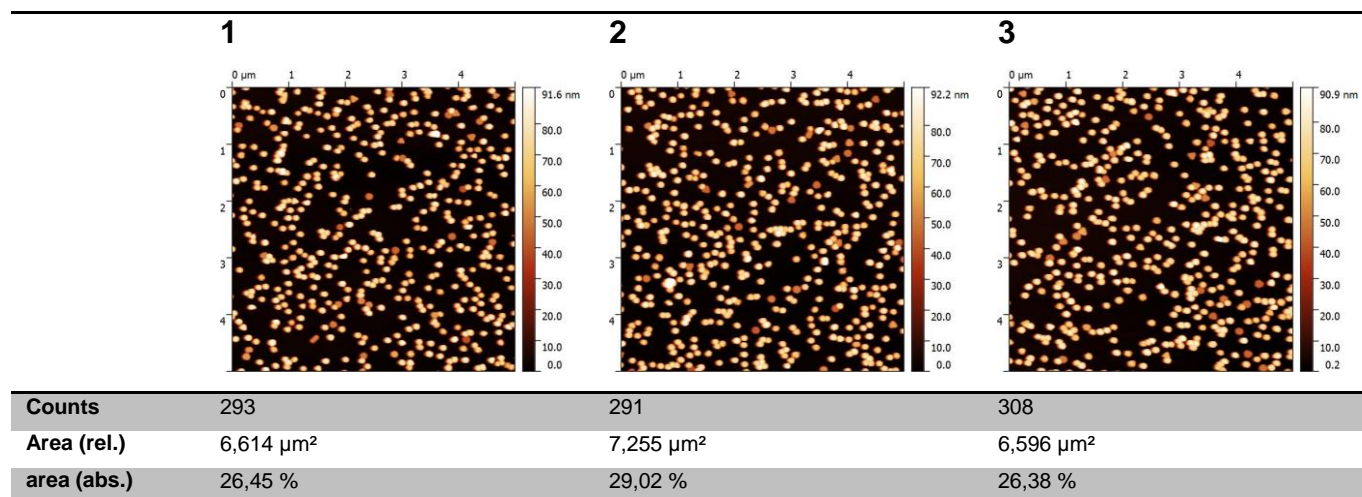 1 2 3
0 µm 1 2 3 4 0 µm 1 2 3 4 0 µm 1 2 3 4
0 91.6 nm 0 92.2 nm 0 90.9 nm
80.0 80.0 80.0
1 70.0 1 70.0 1 70.0
60.0 60.0 60.0
2 50.0 2 50.0 2 50.0
40.0 40.0 40.0
3 30.0 3 30.0 3 30.0
20.0 20.0 20.0
4 10.0 4 10.0 4 10.0
0.0 0.0 0.2
Counts 293 291 308
Area (rel.) 6,614 µm² 7,255 µm² 6,596 µm²
area (abs.) 26,45 % 29,02 % 26,38 %